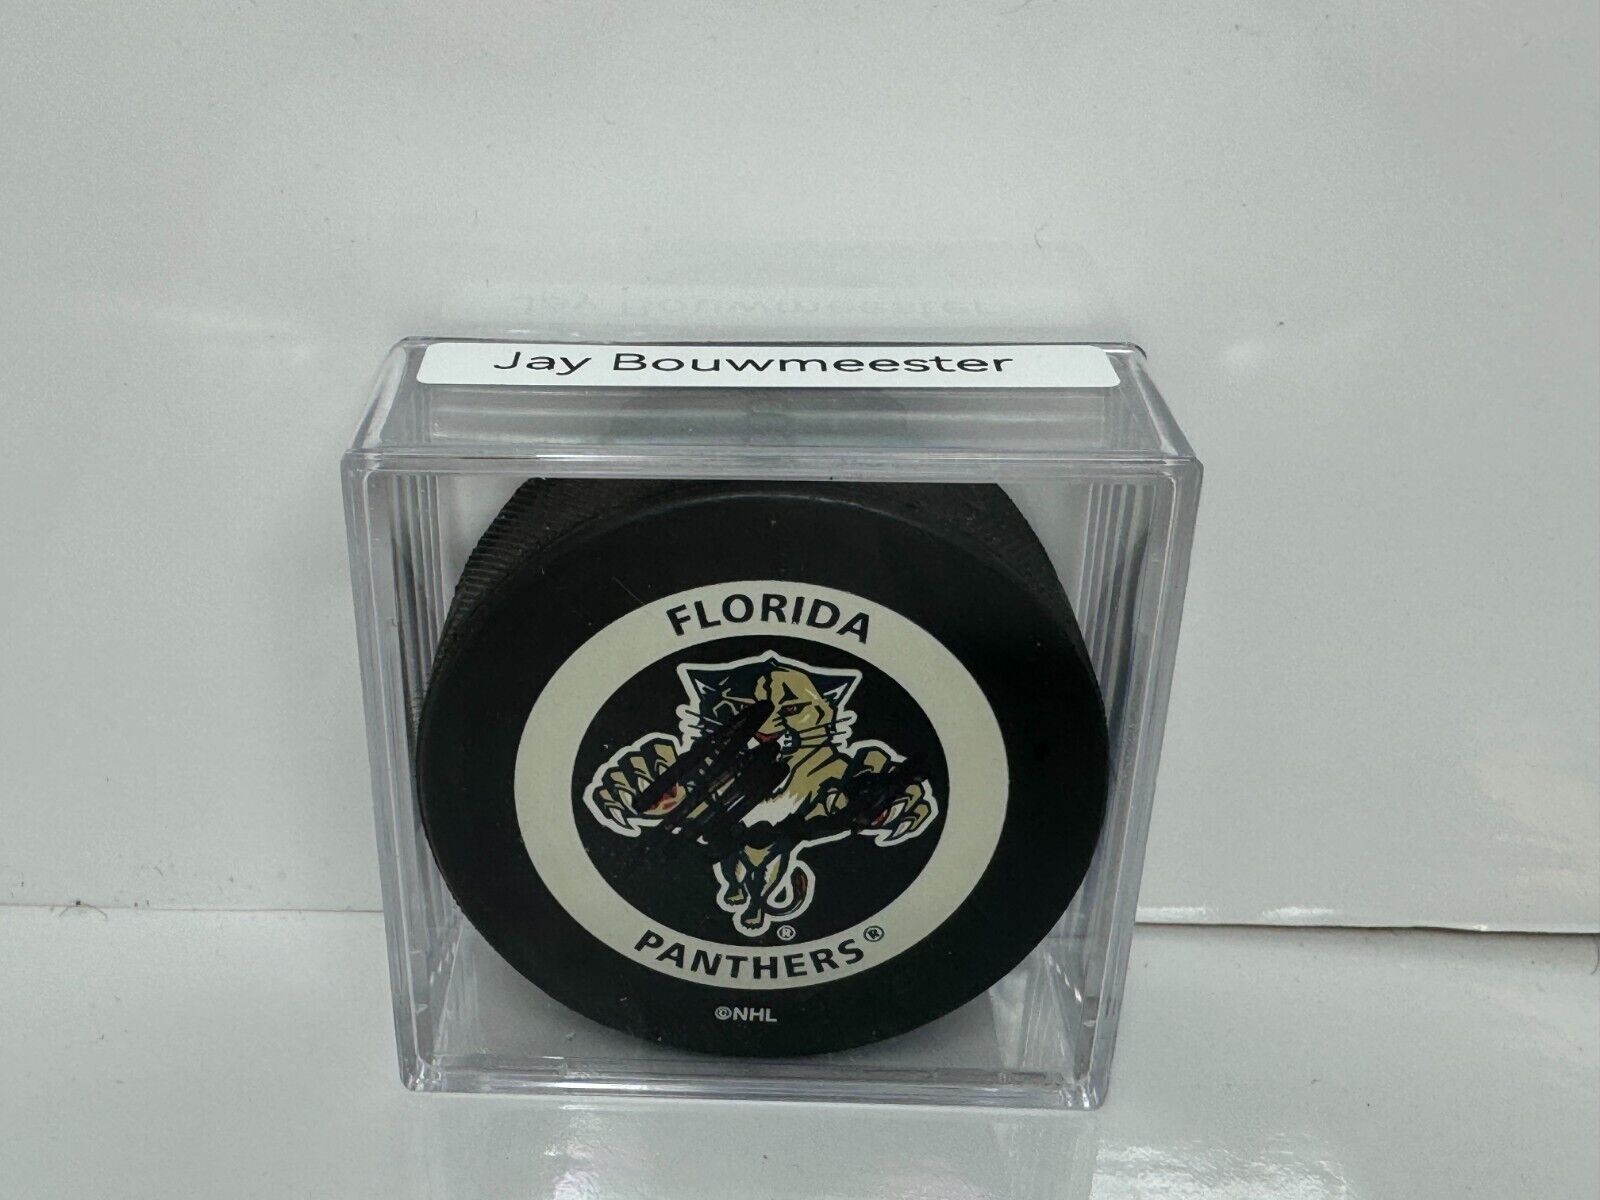 Jay Bouwmeester
FLORIDA
®
PANTHERS®
©NHL